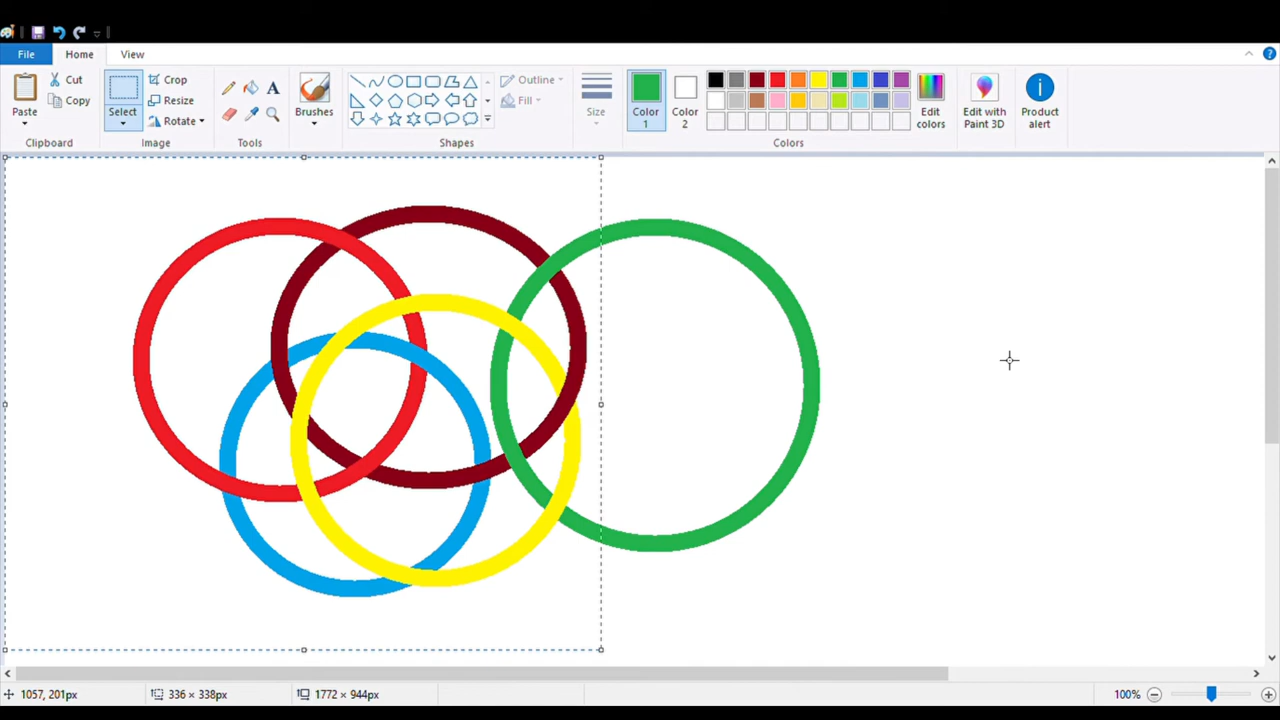 File Home View
Paste Cut Copy Clipboard
Select Crop Resize Rotate Image
A Tools
Brushes
Outline Fill Shapes
Size
Color 1 Color 2 Edit colors Colors
Edit with Paint 3D
Product alert
1057, 201px 336 × 338px 1772 × 944px 100%